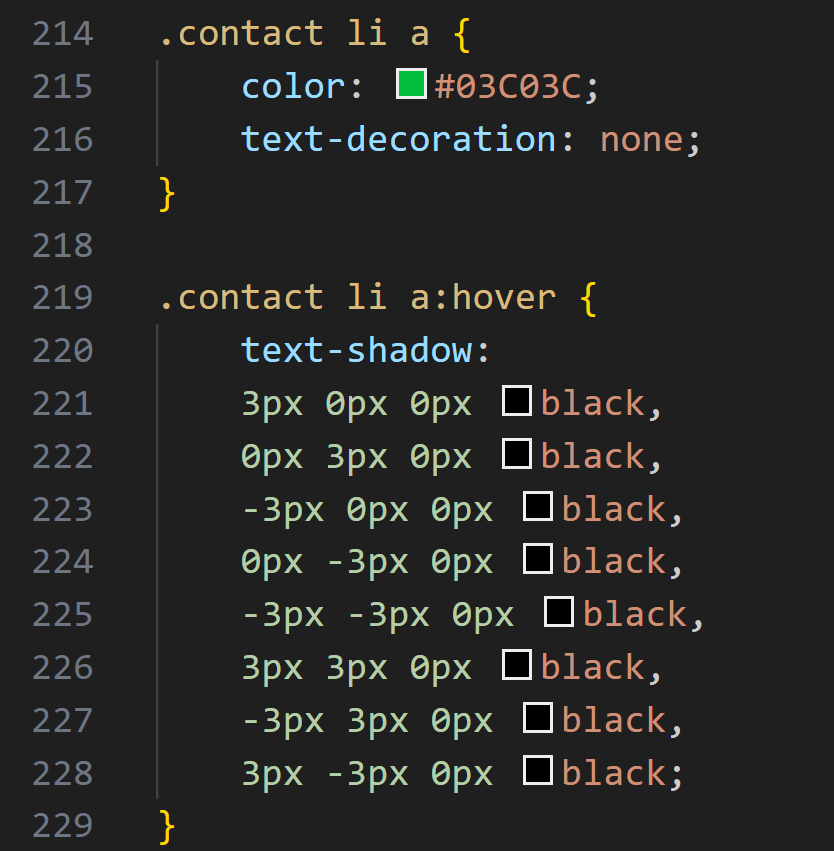 214 .contact li a {
215 color: #03C03C;
216 text-decoration: none;
217 }
218
219 .contact li a:hover {
220 text-shadow:
221 3px 0px 0px black,
222 0px 3px 0px black,
223 -3px 0px 0px black,
224 0px -3px 0px black,
225 -3px -3px 0px black,
226 3px 3px 0px black,
227 -3px 3px 0px black,
228 3px -3px 0px black;
229 }